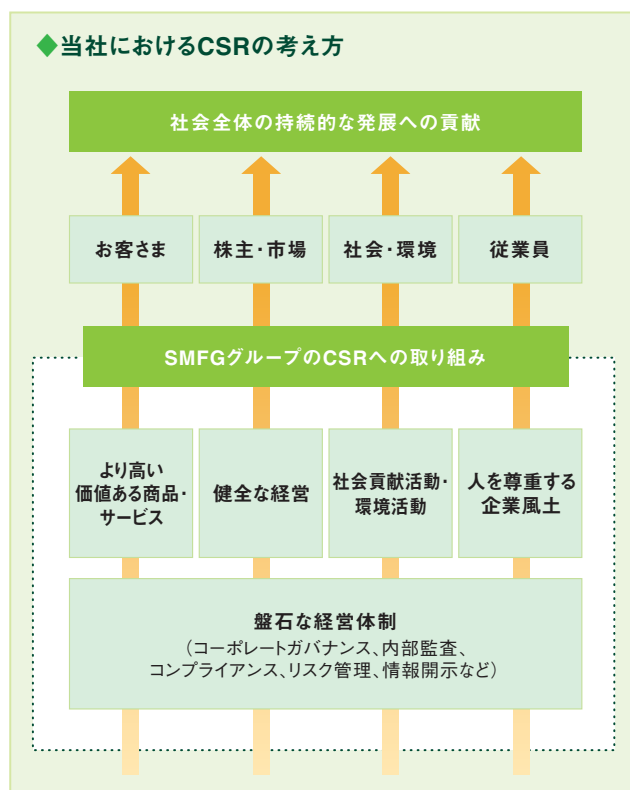 ◆当社におけるCSRの考え方
社会全体の持続的な発展への貢献
お客さま
株主・市場
社会・環境
従業員
SMFGグループのCSRへの取り組み
より高い
価値ある商品・
サービス
健全な経営
社会貢献活動・
環境活動
人を尊重する
企業風土
盤石な経営体制
（コーポレートガバナンス、内部監査、
コンプライアンス、リスク管理、情報開示など）